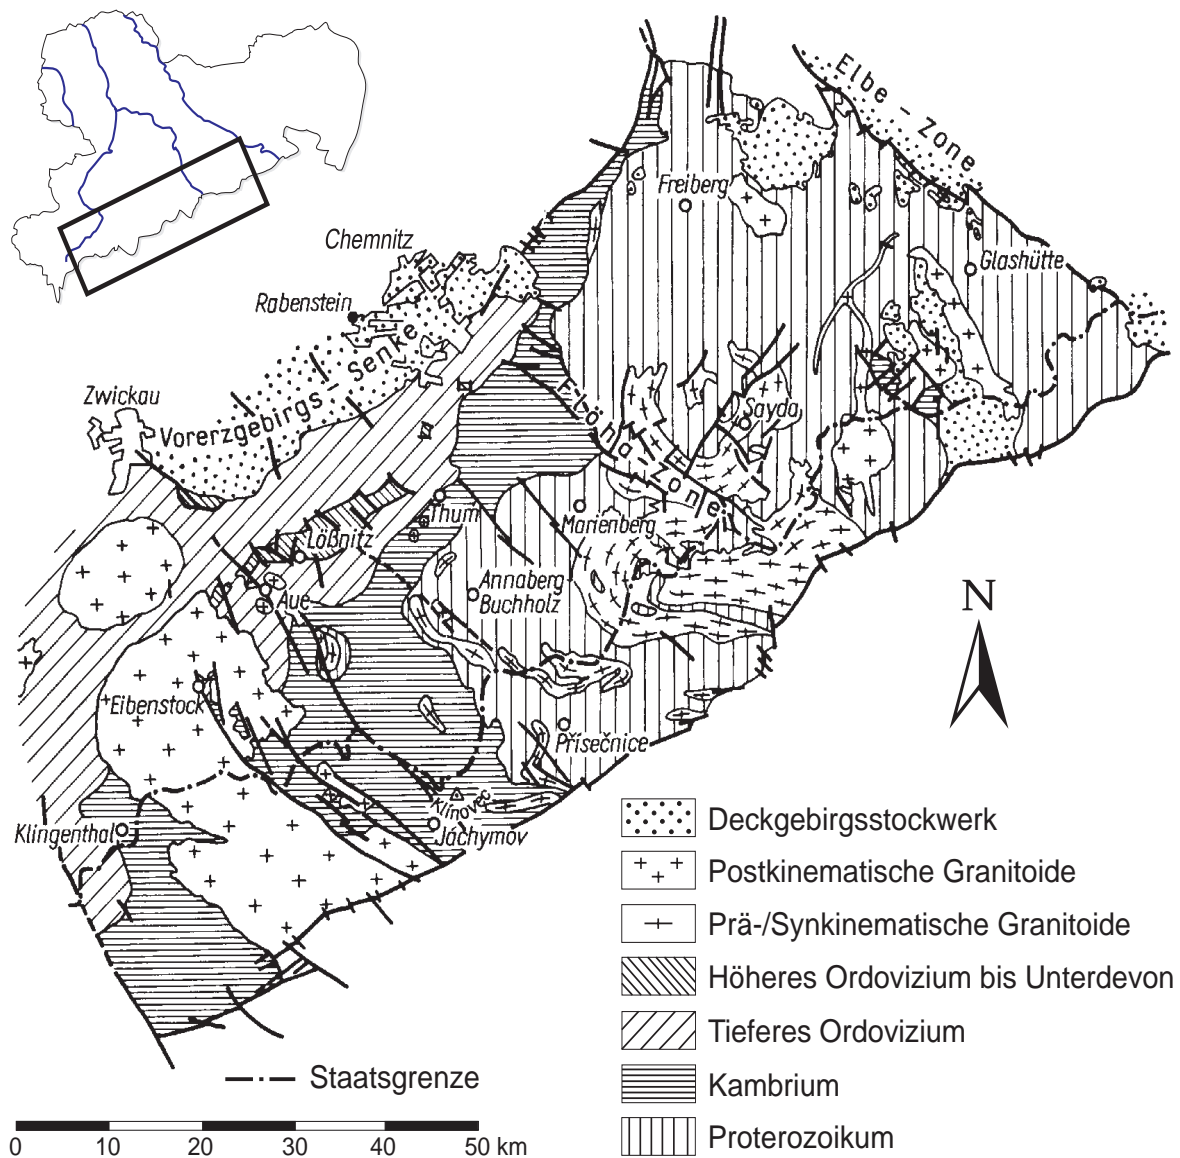 Elbe - Zone
Freiberg
Chemnitz
Glashütte
Rabenstein
Vorerzgebirgs - Senke
Zwickau
Flöha - Zone
Sayda
Thum
Marienberg
Lößnitz
Annaberg
Buchholz
Aue
N
Eibenstock
Přísečnice
Klínovec
Klingenthal
Jáchymov
Deckgebirgsstockwerk
Postkinematische Granitoide
Prä-/Synkinematische Granitoide
Höheres Ordovizium bis Unterdevon
Tieferes Ordovizium
Kambrium
Proterozoikum
Staatsgrenze
0 10 20 30 40 50 km